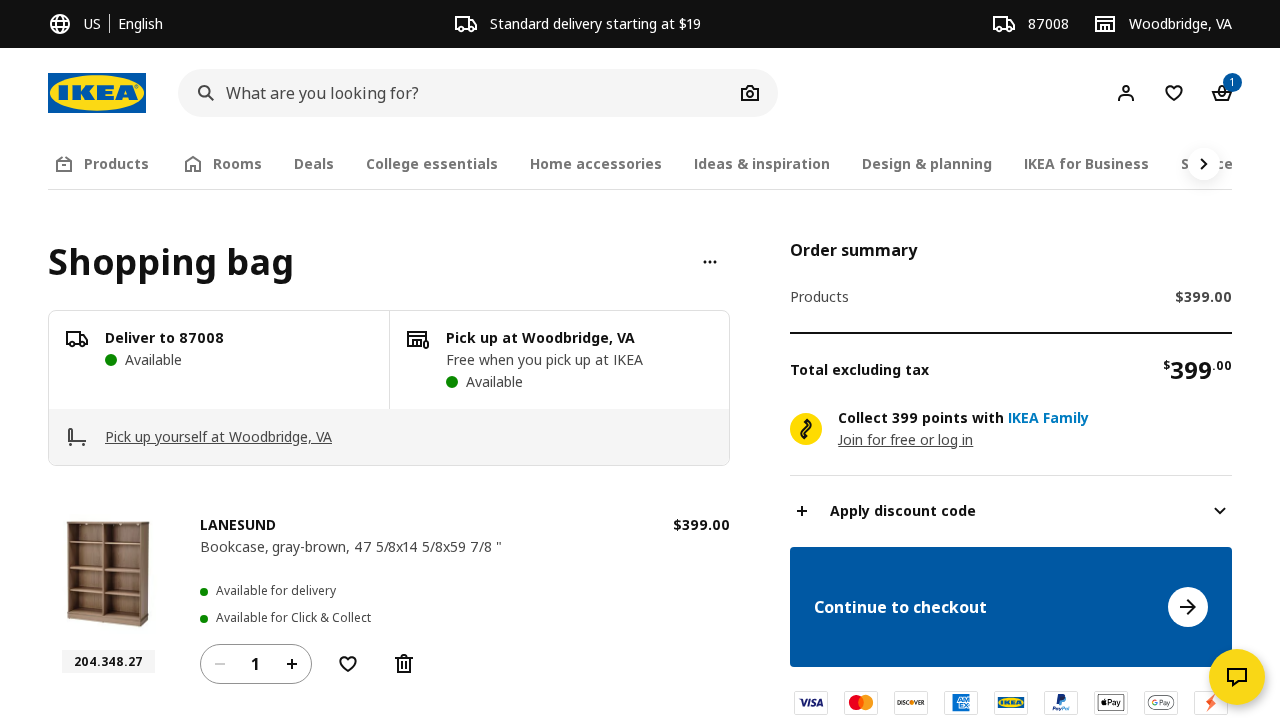 US | English
Standard delivery starting at $19
87008
Woodbridge, VA
IKEA
What are you looking for?
1
Products
Rooms
Deals
College essentials
Home accessories
Ideas & inspiration
Design & planning
IKEA for Business
Shopping bag
Deliver to 87008
Available
Pick up at Woodbridge, VA
Free when you pick up at IKEA
Available
Pick up yourself at Woodbridge, VA
LANESUND
$399.00
Bookcase, gray-brown, 47 5/8x14 5/8x59 7/8 "
Available for delivery
Available for Click & Collect
204.348.27
1
Order summary
Products
$399.00
Total excluding tax
$399.00
Collect 399 points with IKEA Family
Join for free or log in
Apply discount code
Continue to checkout
VISA
DISCOVER
AM EX
IKEA
PayPal
Pay
G Pay